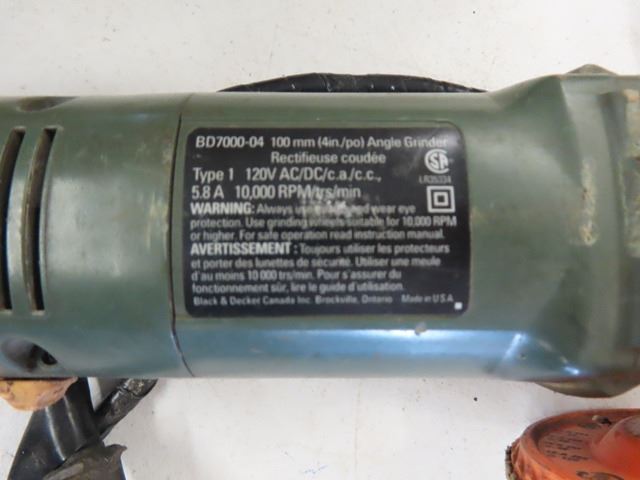 BD7000-04 100 mm (4in./po) Angle Grinder
Rectifieuse coudée
Type 1 120V AC/DC/c.a./c.c.,
5.8 A 10,000 RPM/trs/min
SA
LR35334
WARNING: Always use and wear eye
protection. Use grinding wheels suitable for 10,000 RPM
or higher. For safe operation read instruction manual.
AVERTISSEMENT: Toujours utiliser les protecteurs
et porter des lunettes de sécurité. Utiliser une meule
d'au moins 10 000 trs/min. Pour s'assurer du
fonctionnement sûr, lire le guide d'utilisation.
Black & Decker Canada Inc. Brockville, Ontario Made in U.S.A.